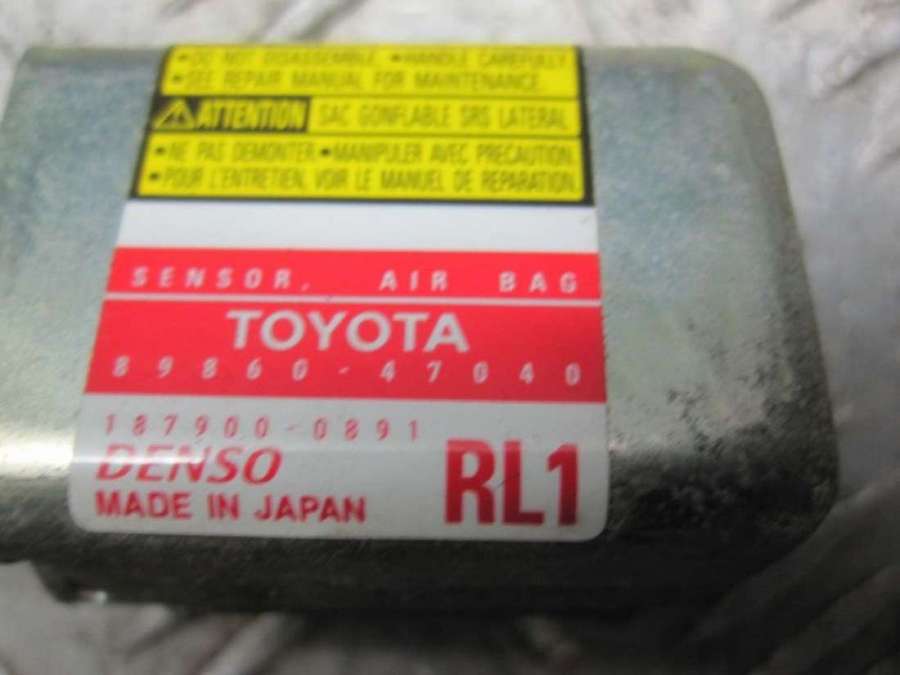 • DO NOT DISASSEMBLE. • HANDLE CAREFULLY.
• SEE REPAIR MANUAL FOR MAINTENANCE.
ATTENTION SAC GONFLABLE SRS LATERAL
• NE PAS DEMONTER • MANIPULER AVEC PRECAUTION.
• POUR L'ENTRETIEN, VOIR LE MANUEL DE REPARATION.
SENSOR, AIR BAG
TOYOTA
89860-47040
187900-0891
DENSO
MADE IN JAPAN
RL1